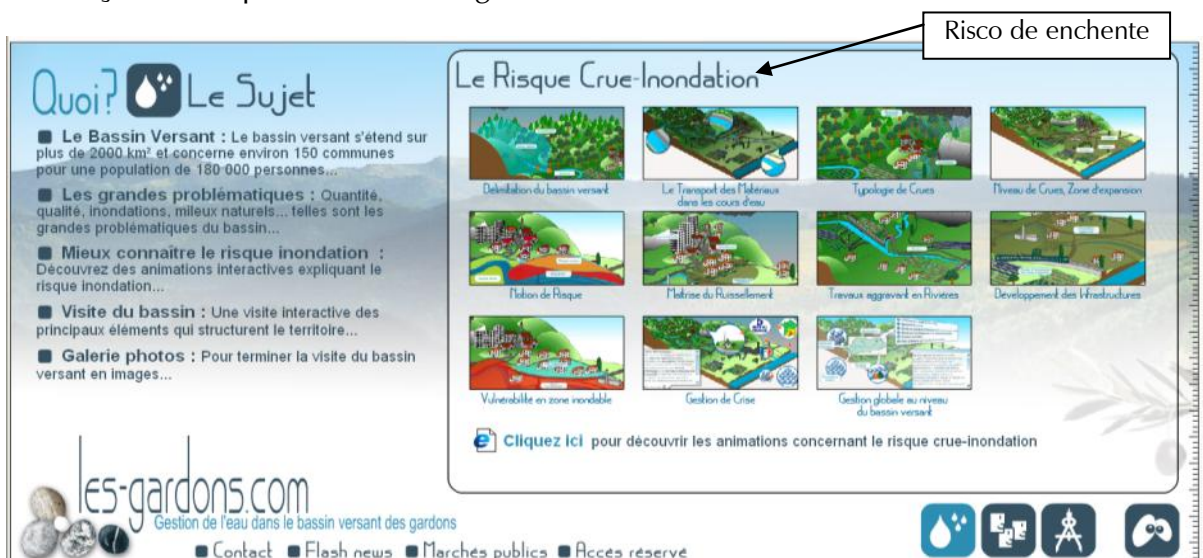 Risco de enchente
Quoi? Le Sujet
Le Bassin Versant : Le bassin versant s'étend sur
plus de 2000 km² et concerne environ 150 communes
pour une population de 180 000 personnes...
Les grandes problématiques : Quantité,
qualité, inondations, milieux naturels... telles sont les
grandes problématiques du bassin...
Mieux connaître le risque inondation :
Découvrez des animations interactives expliquant le
risque inondation...
Visite du bassin : Une visite interactive des
principaux éléments qui structurent le territoire...
Galerie photos : Pour terminer la visite du bassin
versant en images...
Le Risque Crue-Inondation
Délimitation du bassin versant
Le Transport des Matériaux
dans les cours d'eau
Typologie de Crues
Niveau de Crues, Zone d'expansion
Notion de Risque
Maîtrise du Ruissellement
Travaux aggravant en Rivières
Développement des Infrastructures
Vulnérabilité en zone inondable
Gestion de Crise
Gestion globale au niveau
du bassin versant
Cliquez ici pour découvrir les animations concernant le risque crue-inondation
les-gardons.com
Gestion de l'eau dans le bassin versant des gardons
Contact Flash news Marchés publics Accés réservé